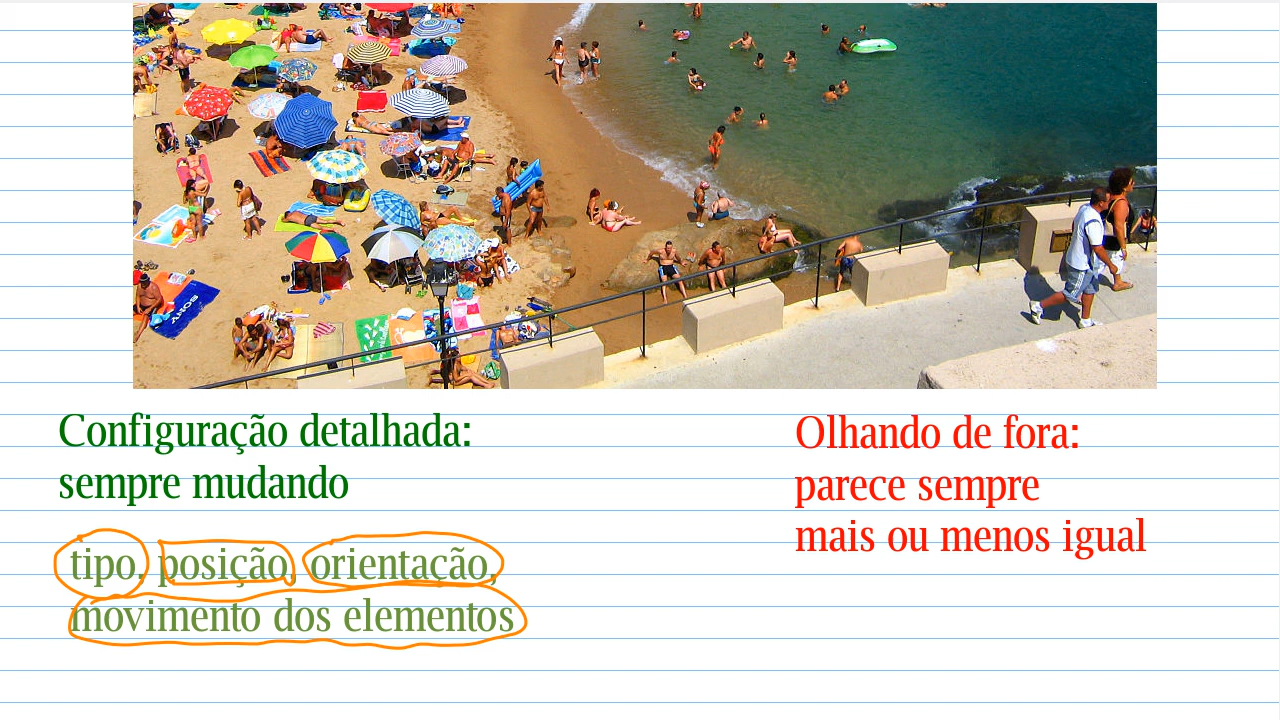 SONY
Configuração detalhada:
sempre mudando
tipo, posição, orientação,
movimento dos elementos
Olhando de fora:
parece sempre
mais ou menos igual